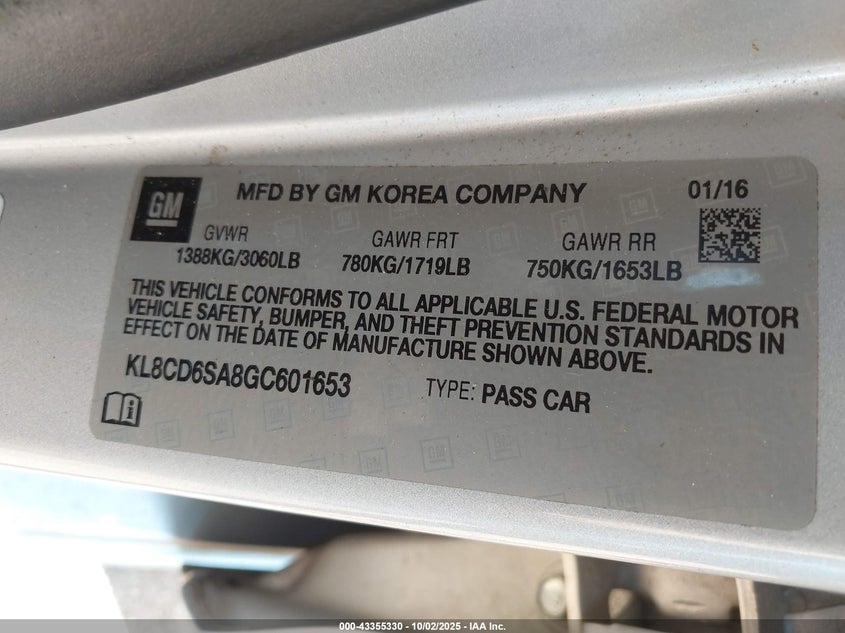 GM
MFD BY GM KOREA COMPANY
01/16
GVWR GAWR FRT GAWR RR
1388KG/3060LB 780KG/1719LB 750KG/1653LB
THIS VEHICLE CONFORMS TO ALL APPLICABLE U.S. FEDERAL MOTOR
VEHICLE SAFETY, BUMPER, AND THEFT PREVENTION STANDARDS IN
EFFECT ON THE DATE OF MANUFACTURE SHOWN ABOVE.
KL8CD6SA8GC601653 TYPE: PASS CAR
000-43355330 - 10/02/2025 - IAA Inc.